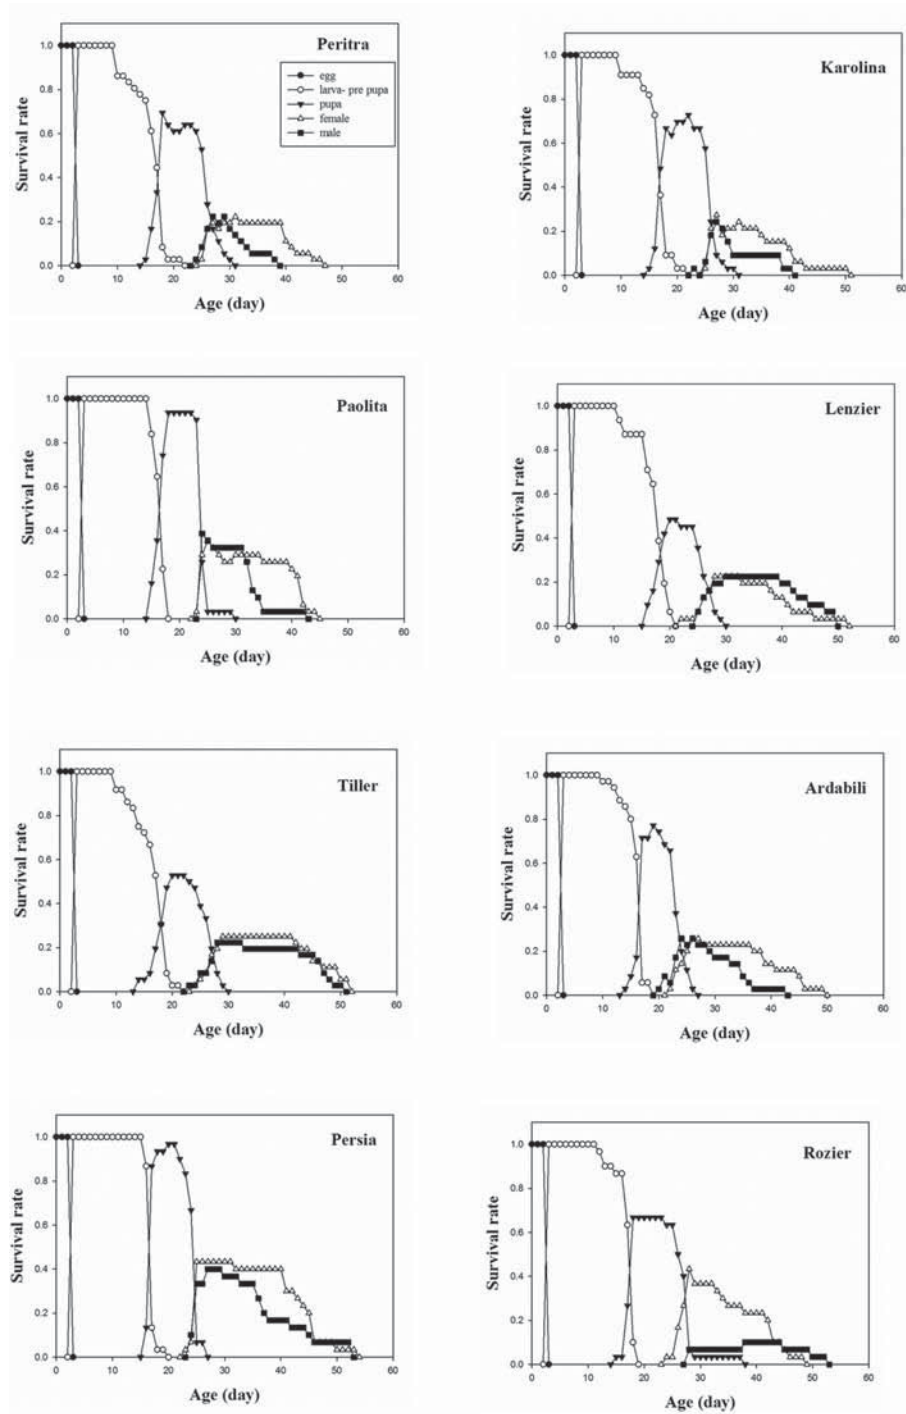 Peritra
egg
larva- pre pupa
pupa
female
male
Survival rate
1.0
0.8
0.6
0.4
0.2
0.0
0 10 20 30 40 50 60
Age (day)
Karolina
Survival rate
1.0
0.8
0.6
0.4
0.2
0.0
0 10 20 30 40 50 60
Age (day)
Paolita
Survival rate
1.0
0.8
0.6
0.4
0.2
0.0
0 10 20 30 40 50 60
Age (day)
Lenzier
Survival rate
1.0
0.8
0.6
0.4
0.2
0.0
0 10 20 30 40 50 60
Age (day)
Tiller
Survival rate
1.0
0.8
0.6
0.4
0.2
0.0
0 10 20 30 40 50 60
Age (day)
Ardabili
Survival rate
1.0
0.8
0.6
0.4
0.2
0.0
0 10 20 30 40 50 60
Age (day)
Persia
Survival rate
1.0
0.8
0.6
0.4
0.2
0.0
0 10 20 30 40 50 60
Age (day)
Rozier
Survival rate
1.0
0.8
0.6
0.4
0.2
0.0
0 10 20 30 40 50 60
Age (day)